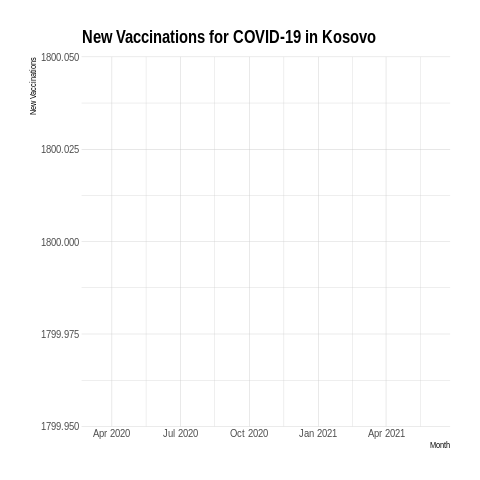 New Vaccinations for COVID-19 in Kosovo
New Vaccinations
1800.050
1800.025
1800.000
1799.975
1799.950
Apr 2020 Jul 2020 Oct 2020 Jan 2021 Apr 2021
Month